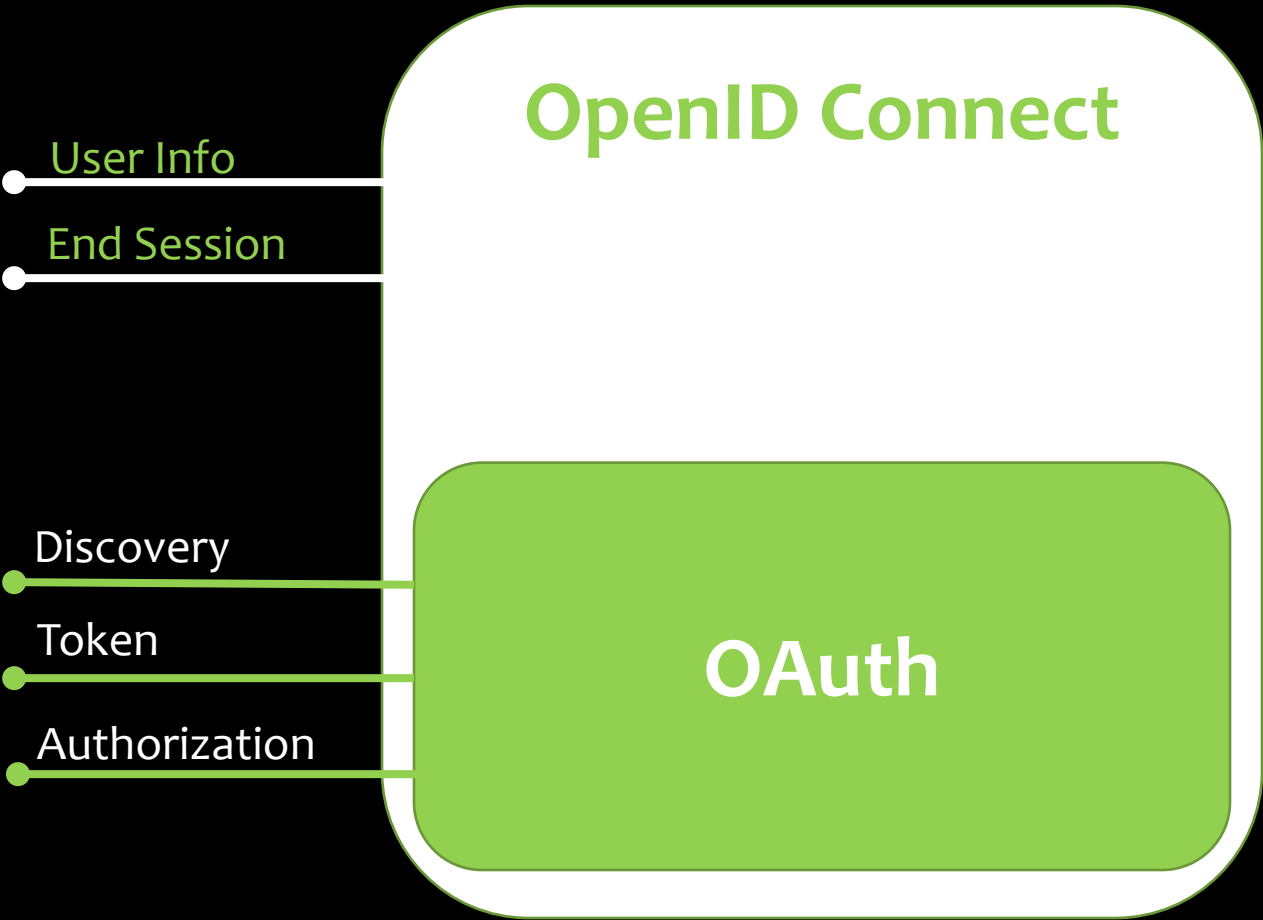 OpenID Connect
User Info
End Session
Discovery
Token
OAuth
Authorization